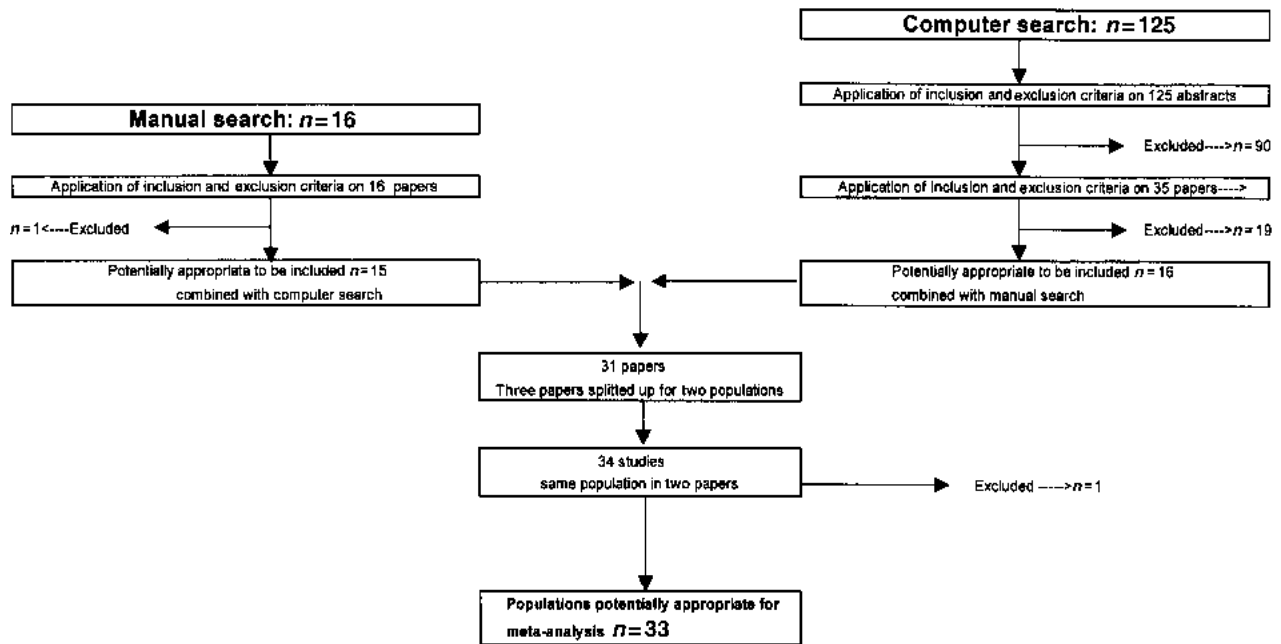 Computer search: n=125
Application of inclusion and exclusion criteria on 125 abstracts
Excluded---->n=90
Application of inclusion and exclusion criteria on 35 papers---->
Excluded---->n=19
Potentially appropriate to be included n=16
combined with manual search
Manual search: n=16
Application of inclusion and exclusion criteria on 16 papers
n=1<----Excluded
Potentially appropriate to be included n=15
combined with computer search
31 papers
Three papers splitted up for two populations
34 studies
same population in two papers
Excluded ---->n=1
Populations potentially appropriate for
meta-analysis n=33